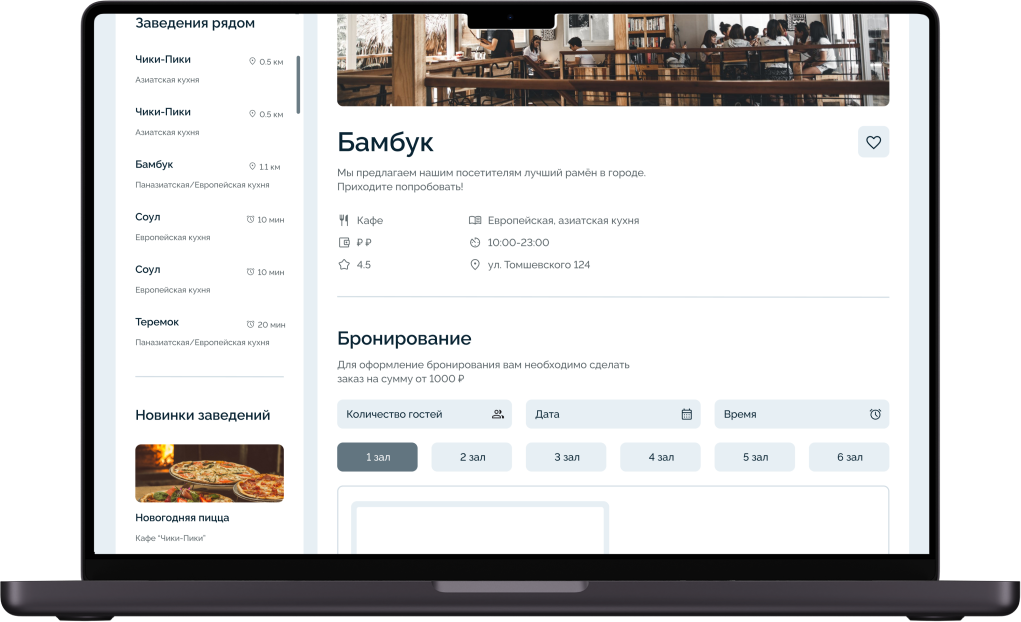 Заведения рядом
Чики-Пики
0.5 км
Азиатская кухня
Чики-Пики
0.5 км
Азиатская кухня
Бамбук
1.1 км
Паназиатская/Европейская кухня
Соул
10 мин
Европейская кухня
Соул
10 мин
Европейская кухня
Теремок
20 мин
Паназиатская/Европейская кухня
Новинки заведений
Новогодняя пицца
Кафе "Чики-Пики"
Бамбук
Мы предлагаем нашим посетителям лучший рамён в городе.
Приходите попробовать!
Кафе
Европейская, азиатская кухня
₽ ₽
10:00-23:00
4.5
ул. Томшевского 124
Бронирование
Для оформление бронирования вам необходимо сделать
заказ на сумму от 1000 ₽
Количество гостей
Дата
Время
1 зал
2 зал
3 зал
4 зал
5 зал
6 зал